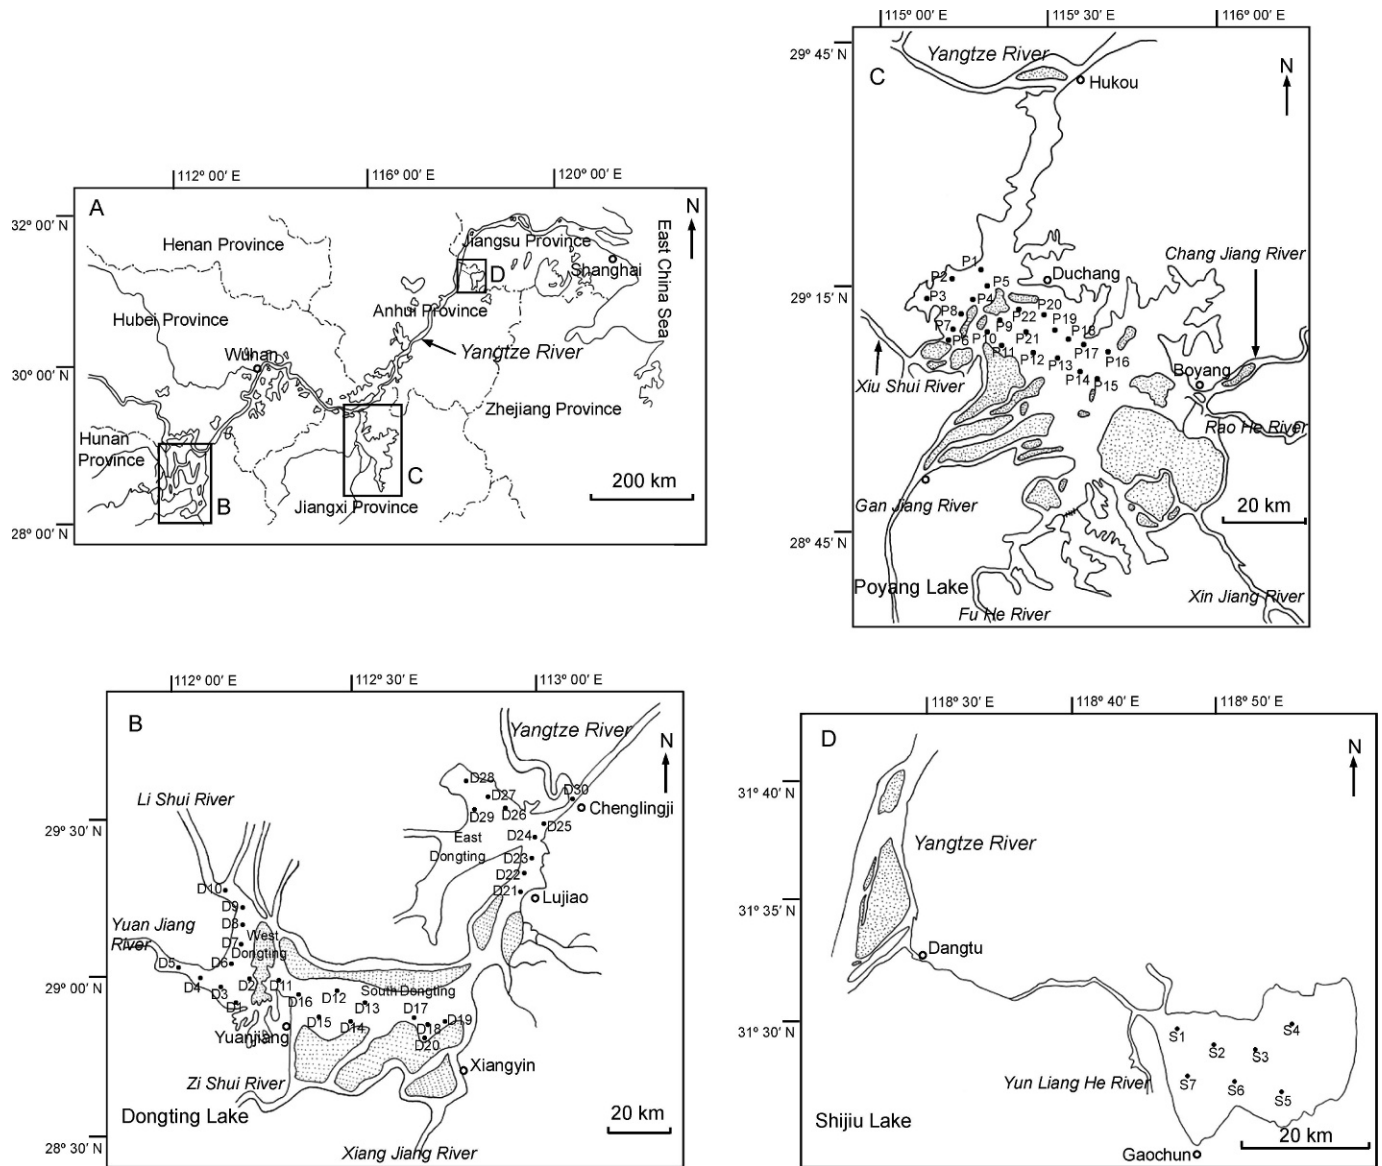 112° 00′ E
116° 00′ E
120° 00′ E
32° 00′ N
30° 00′ N
28° 00′ N
A
N
Henan Province
Jiangsu Province
Shanghai
East China Sea
D
Anhui Province
Hubei Province
Wuhan
Yangtze River
Zhejiang Province
Hunan
Province
B
C
Jiangxi Province
200 km
115° 00′ E
115° 30′ E
116° 00′ E
29° 45′ N
29° 15′ N
28° 45′ N
C
Yangtze River
N
Hukou
Chang Jiang River
P1
P2
Duchang
P5
P3
P4
P20
P8
P22
P19
P7
P9
P18
P6
P10
P21
P11
P17
P16
P12
P13
P14
P15
Xiu Shui River
Boyang
Rao He River
Gan Jiang River
20 km
Poyang Lake
Fu He River
Xin Jiang River
112° 00′ E
112° 30′ E
113° 00′ E
29° 30′ N
29° 00′ N
28° 30′ N
B
Yangtze River
N
Li Shui River
D28
D27
D30
D29
D26
Chenglingji
D25
D24
East
Dongting
D23
D22
D21
Lujiao
D10
D9
D8
Yuan Jiang
River
D7
West
Dongting
D5
D6
D4
D3
D2
D11
D1
D16
D12
South Dongting
D13
D15
D14
D17
D18
D19
D20
Yuanjiang
Xiangyin
Zi Shui River
Dongting Lake
20 km
Xiang Jiang River
118° 30′ E
118° 40′ E
118° 50′ E
31° 40′ N
31° 35′ N
31° 30′ N
D
N
Yangtze River
Dangtu
S1
S2
S3
S4
S7
S6
S5
Yun Liang He River
Shijiu Lake
20 km
Gaochun